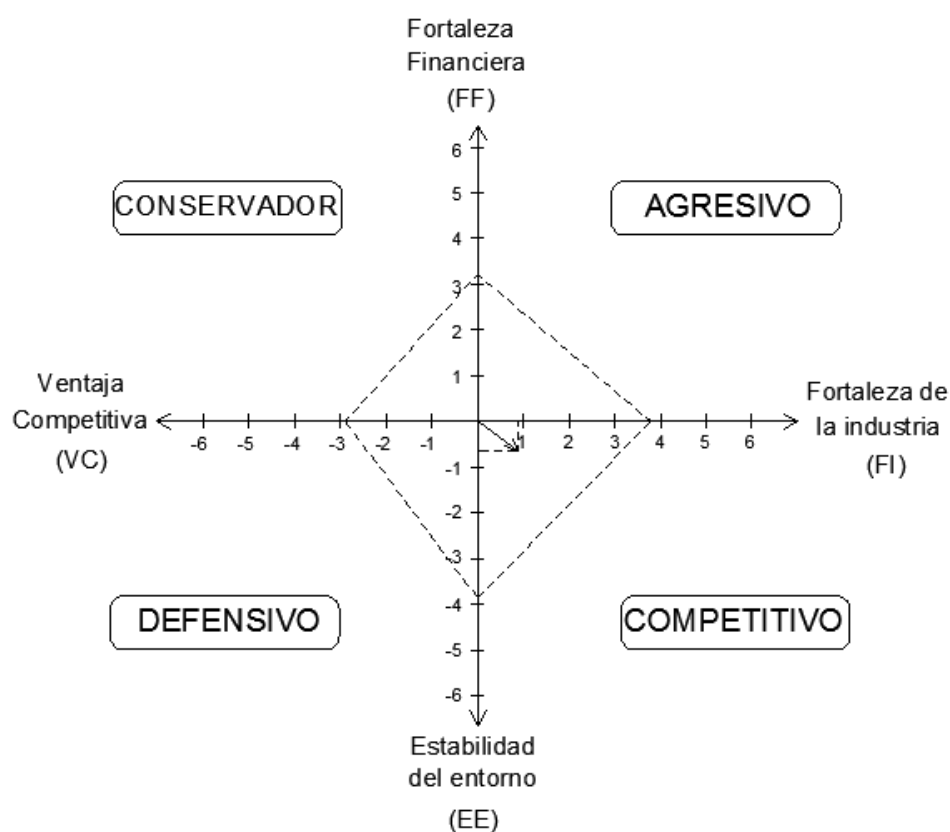 Fortaleza
Financiera
(FF)
6
CONSERVADOR
AGRESIVO
5
4
3
2
1
Ventaja
Competitiva
(VC)
-6 -5 -4 -3 -2 -1
1 2 3 4 5 6
Fortaleza de
la industria
(FI)
-1
-2
-3
-4
DEFENSIVO
COMPETITIVO
-5
-6
Estabilidad
del entorno
(EE)